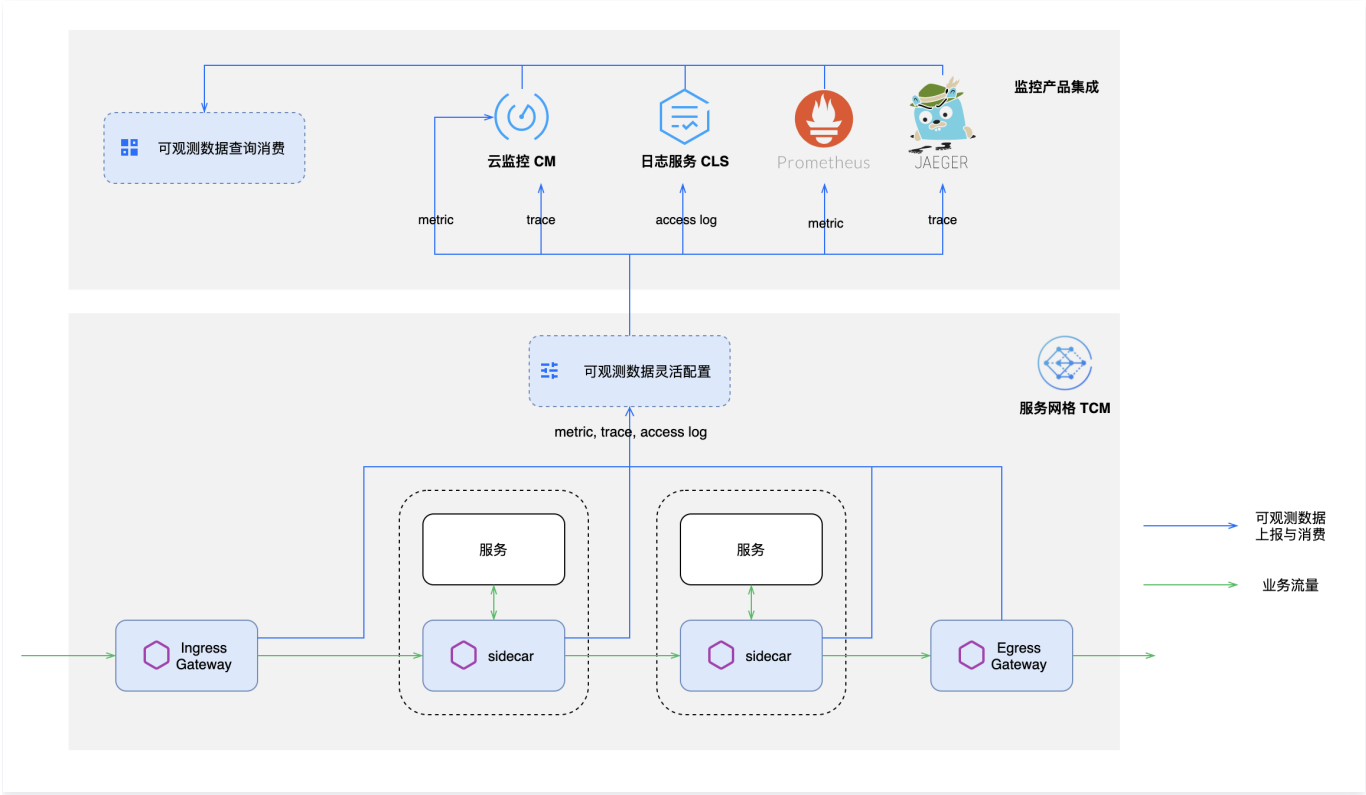 监控产品集成
可观测数据查询消费
云监控 CM
日志服务 CLS
Prometheus
JAEGER
metric
trace
access log
metric
trace
可观测数据灵活配置
服务网格 TCM
metric, trace, access log
服务
服务
可观测数据
上报与消费
业务流量
Ingress
Gateway
sidecar
sidecar
Egress
Gateway